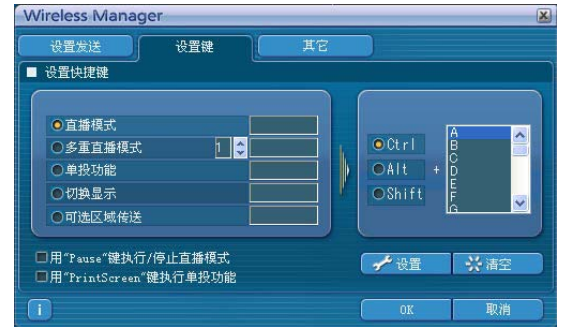 Wireless Manager
设置发送 设置键 其它
设置快捷键
直播模式
多重直播模式 1
单投功能
切换显示
可选区域传送
Ctrl
Alt +
Shift
A
B
C
D
E
F
G
用"Pause"键执行/停止直播模式
用"PrintScreen"键执行单投功能
设置 清空
i OK 取消